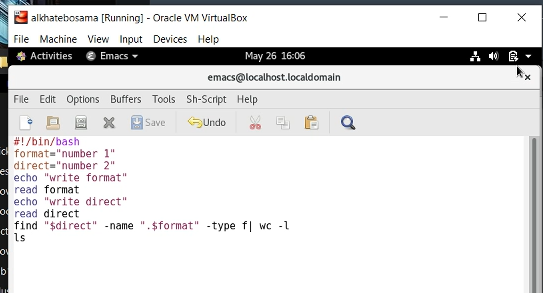 alkhatebosama [Running] - Oracle VM VirtualBox
File Machine View Input Devices Help
Activities Emacs May 26 16:06
emacs@localhost.localdomain
File Edit Options Buffers Tools Sh-Script Help
Save Undo
#!/bin/bash
format="number 1"
direct="number 2"
echo "write format"
read format
echo "write direct"
read direct
find "$direct" -name ".$format" -type f| wc -l
ls